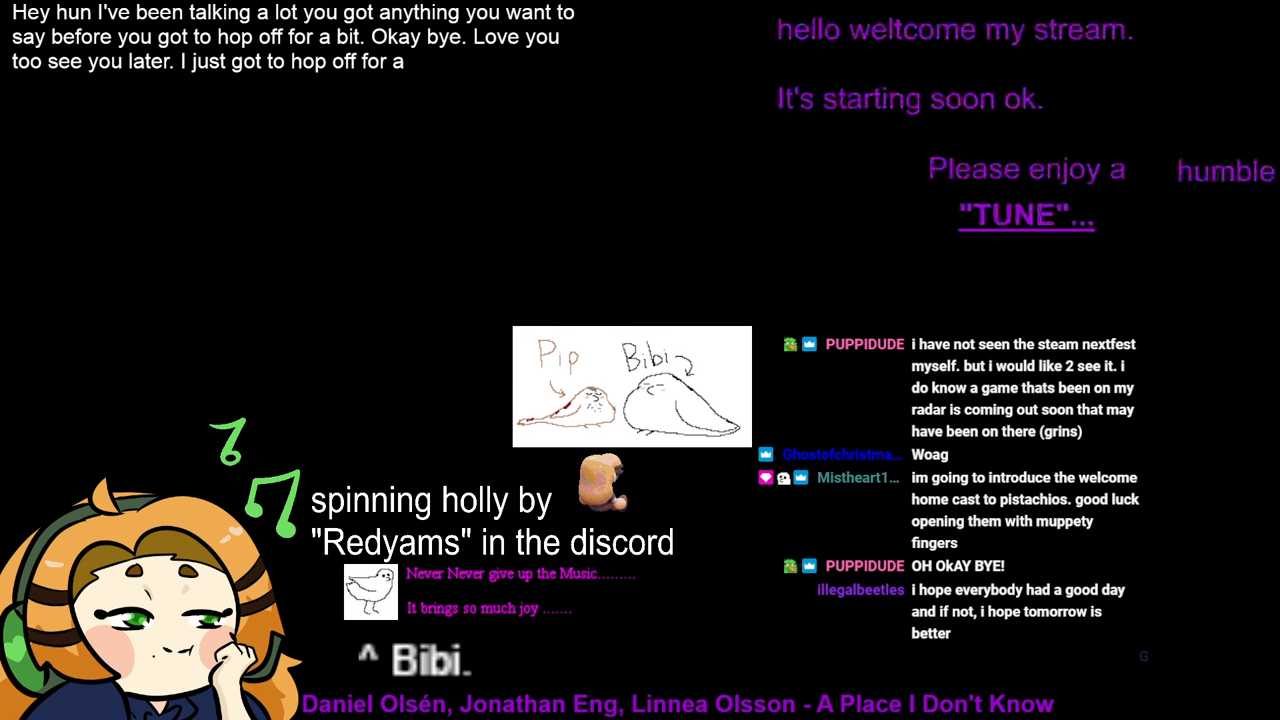 Hey hun I've been talking a lot you got anything you want to
say before you got to hop off for a bit. Okay bye. Love you
too see you later. I just got to hop off for a
hello weltcome my stream.
It's starting soon ok.
Please enjoy a humble
"TUNE"...
Pip
Bibi
PUPPIDUDE i have not seen the steam nextfest
myself. but i would like 2 see it. i
do know a game thats been on my
radar is coming out soon that may
have been on there (grins)
Ghostofchristma... Woag
Mistheart1... im going to introduce the welcome
home cast to pistachios. good luck
opening them with muppety
fingers
PUPPIDUDE OH OkAY BYE!
illegalbeetles i hope everybody had a good day
and if not, i hope tomorrow is
better
G
spinning holly by
"Redyams" in the discord
Never Never give up the Music.........
It brings so much joy .......
^ Bibi.
Daniel Olsén, Jonathan Eng, Linnea Olsson - A Place I Don't Know